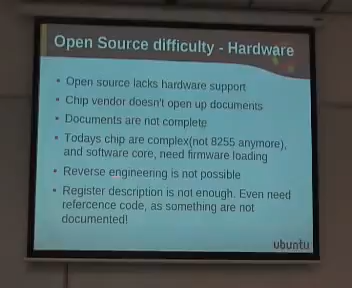 Open Source difficulty - Hardware
• Open source lacks hardware support
• Chip vendor doesn't open up documents
• Documents are not complete
• Todays chip are complex(not 8255 anymore),
and software core, need firmware loading
• Reverse engineering is not possible
• Register description is not enough. Even need
refercence code, as something are not
documented!
ubuntu